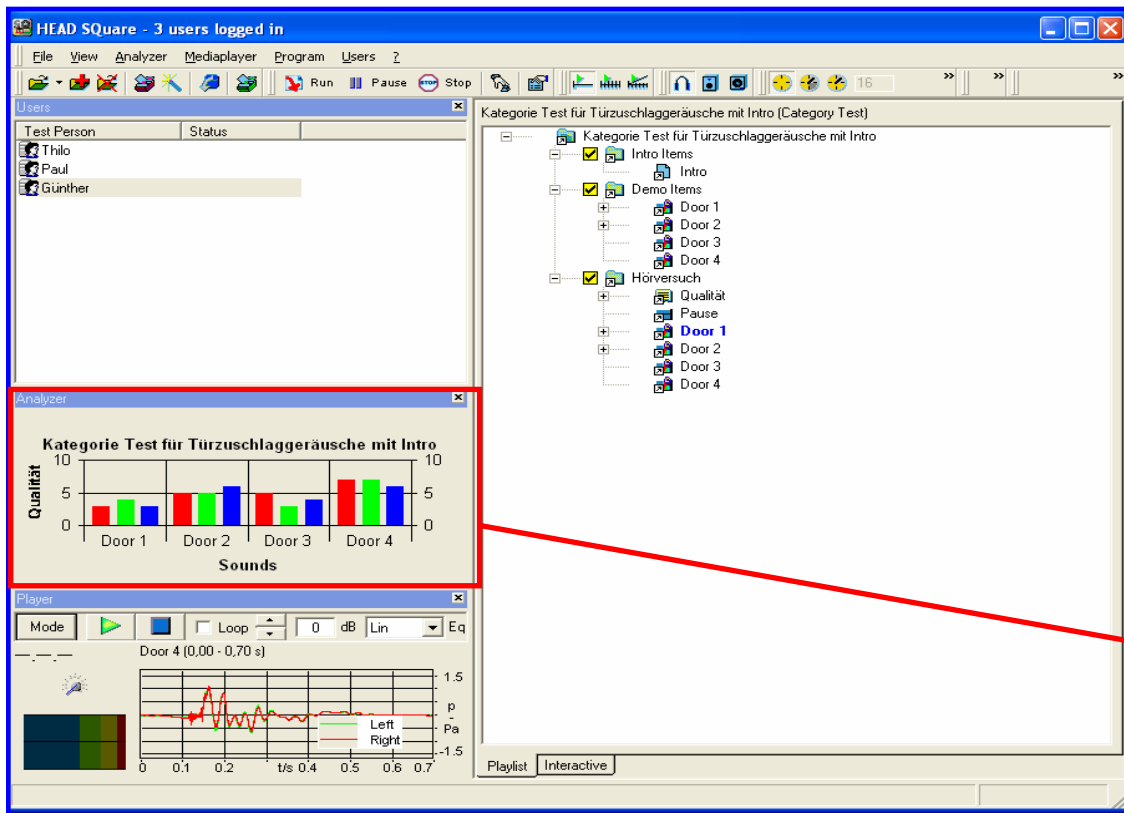 HEAD SQuare - 3 users logged in
File View Analyzer Mediaplayer Program Users ?
Run Pause STOP Stop 16 » » »
Users
Test Person Status
Thilo
Paul
Günther
Analyzer
Kategorie Test für Türzuschlaggeräusche mit Intro
Qualität
10 10
5 5
0 0
Door 1 Door 2 Door 3 Door 4
Sounds
Player
Mode Loop 0 dB Lin Eq
--.--.--
Door 4 (0,00 - 0,70 s)
1.5
p
-
Pa
-1.5
Left
Right
0 0.1 0.2 t/s 0.4 0.5 0.6 0.7
Kategorie Test für Türzuschlaggeräusche mit Intro (Category Test)
Kategorie Test für Türzuschlaggeräusche mit Intro
Intro Items
Intro
Demo Items
Door 1
Door 2
Door 3
Door 4
Hörversuch
Qualität
Pause
Door 1
Door 2
Door 3
Door 4
Playlist Interactive